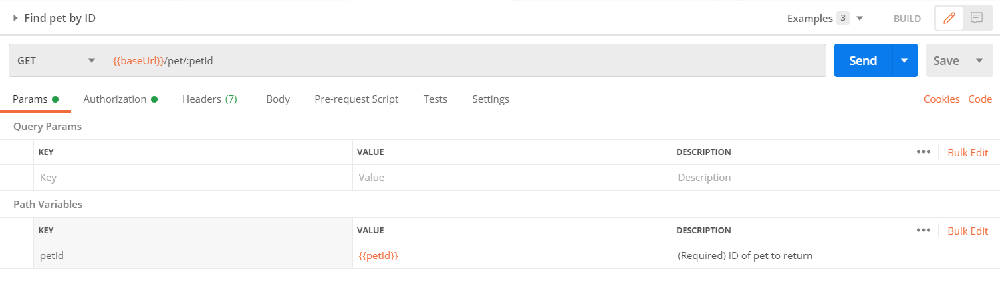 Find pet by ID Examples 3 BUILD
GET {{baseUrl}}/pet/:petId Send Save
Params Authorization Headers (7) Body Pre-request Script Tests Settings Cookies Code
Query Params
KEY VALUE DESCRIPTION ••• Bulk Edit
Key Value Description
Path Variables
KEY VALUE DESCRIPTION ••• Bulk Edit
petId {{petId}} (Required) ID of pet to return